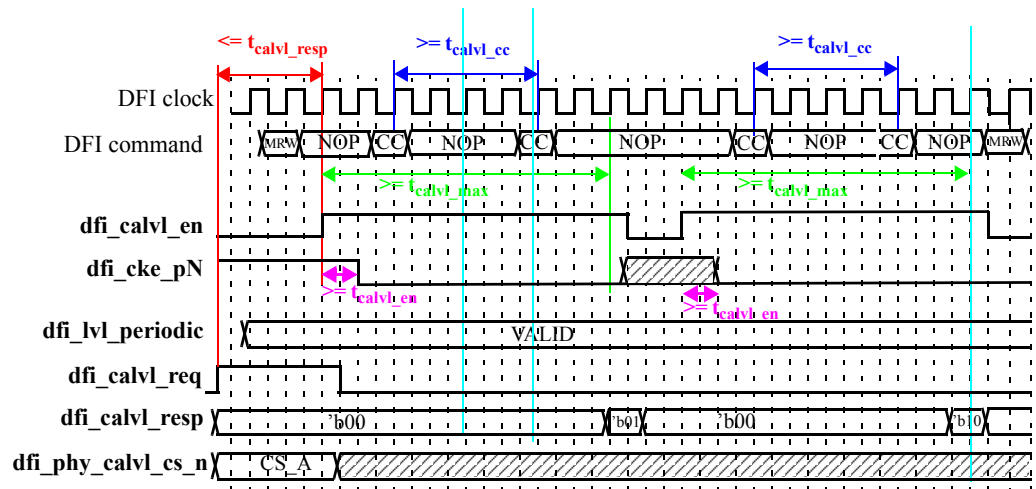 <= tcalvl_resp >= tcalvl_cc >= tcalvl_cc
DFI clock
DFI command MRW NOP CC NOP CC NOP CC NOP CC NOP MRW
>= tcalvl_max >= tcalvl_max
dfi_calvl_en
dfi_cke_pN
>= tcalvl_en >= tcalvl_en
dfi_lvl_periodic VALID
dfi_calvl_req
dfi_calvl_resp 'b00 'b01 'b00 'b10
dfi_phy_calvl_cs_n CS_A